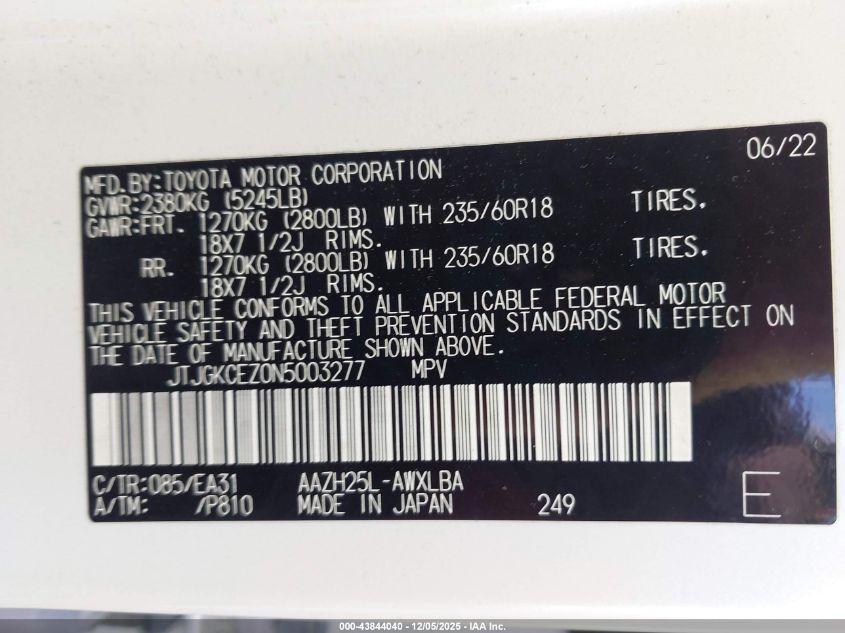 06/22
MFD.BY:TOYOTA MOTOR CORPORATION
GVWR:2380KG (5245LB)
GAWR:FRT. 1270KG (2800LB) WITH 235/60R18 TIRES.
18X7 1/2J RIMS.
RR. 1270KG (2800LB) WITH 235/60R18 TIRES.
18X7 1/2J RIMS.
THIS VEHICLE CONFORMS TO ALL APPLICABLE FEDERAL MOTOR
VEHICLE SAFETY AND THEFT PREVENTION STANDARDS IN EFFECT ON
THE DATE OF MANUFACTURE SHOWN ABOVE.
JTJGKCEZ0N5003277 MPV
C/TR:085/EA31 AAZH25L-AWXLBA
A/TM: /P810 MADE IN JAPAN 249 E
000-43844040 - 12/05/2025 - IAA Inc.